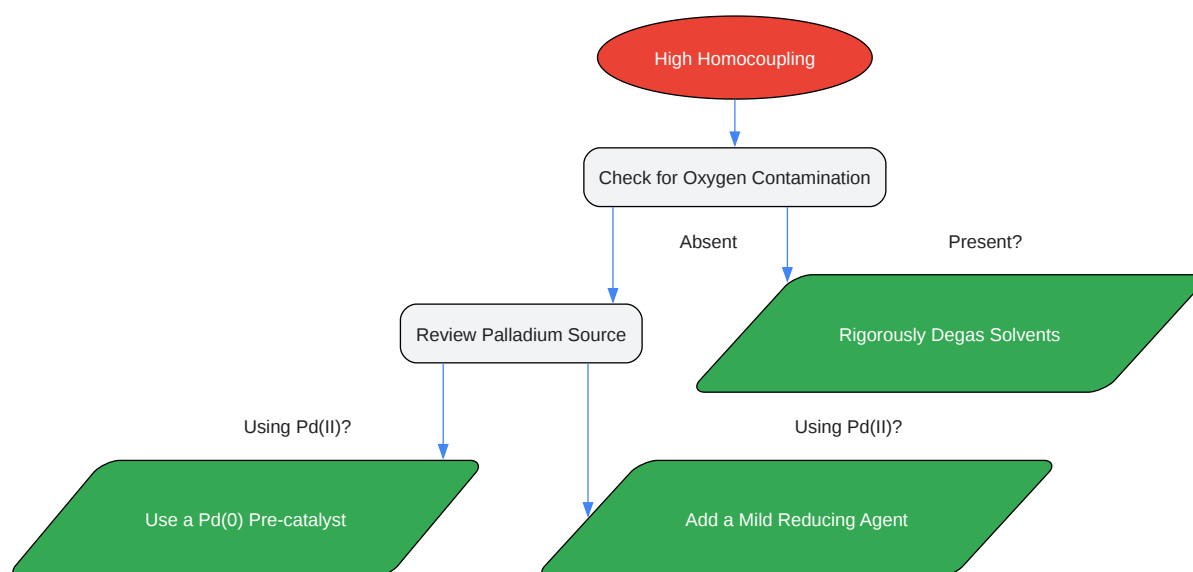 High Homocoupling
Check for Oxygen Contamination
Absent
Present?
Review Palladium Source
Rigorously Degas Solvents
Using Pd(II)?
Using Pd(II)?
Use a Pd(0) Pre-catalyst
Add a Mild Reducing Agent